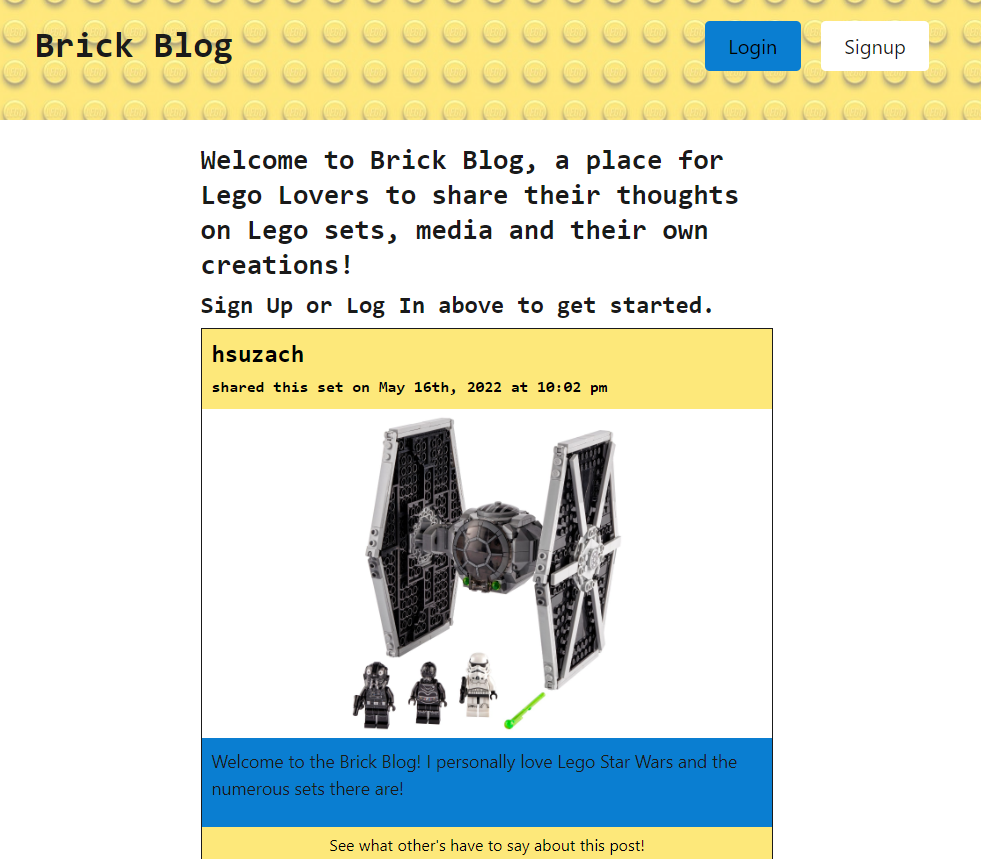 Brick Blog
Login
Signup
Welcome to Brick Blog, a place for
Lego Lovers to share their thoughts
on Lego sets, media and their own
creations!
Sign Up or Log In above to get started.
hsuzach
shared this set on May 16th, 2022 at 10:02 pm
Welcome to the Brick Blog! I personally love Lego Star Wars and the
numerous sets there are!
See what other's have to say about this post!